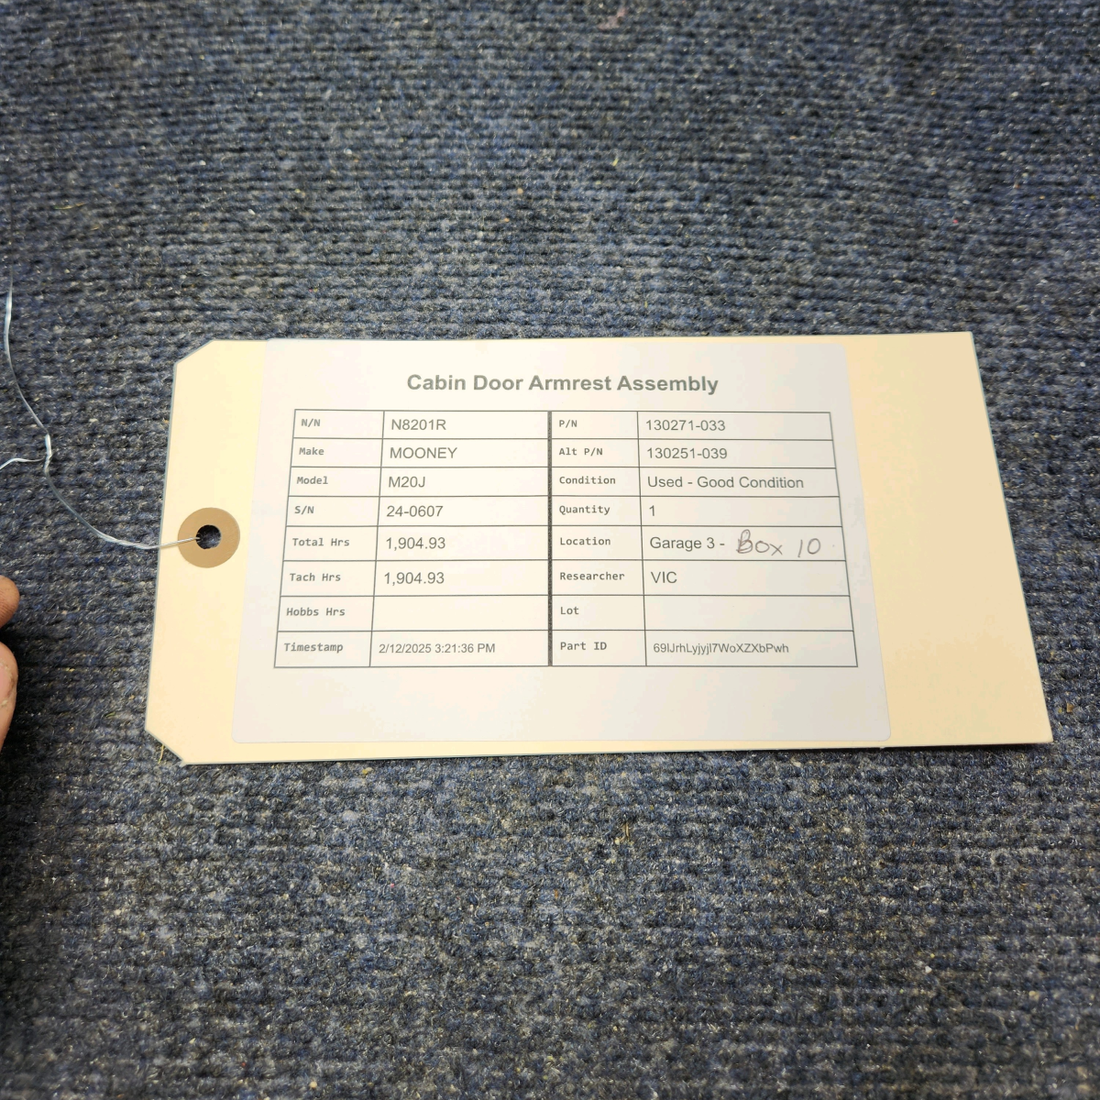 Cabin Door Armrest Assembly
N/N N8201R P/N 130271-033
Make MOONEY Alt P/N 130251-039
Model M20J Condition Used - Good Condition
S/N 24-0607 Quantity 1
Total Hrs 1,904.93 Location Garage 3 - Box 10
Tach Hrs 1,904.93 Researcher VIC
Hobbs Hrs Lot
Timestamp 2/12/2025 3:21:36 PM Part ID